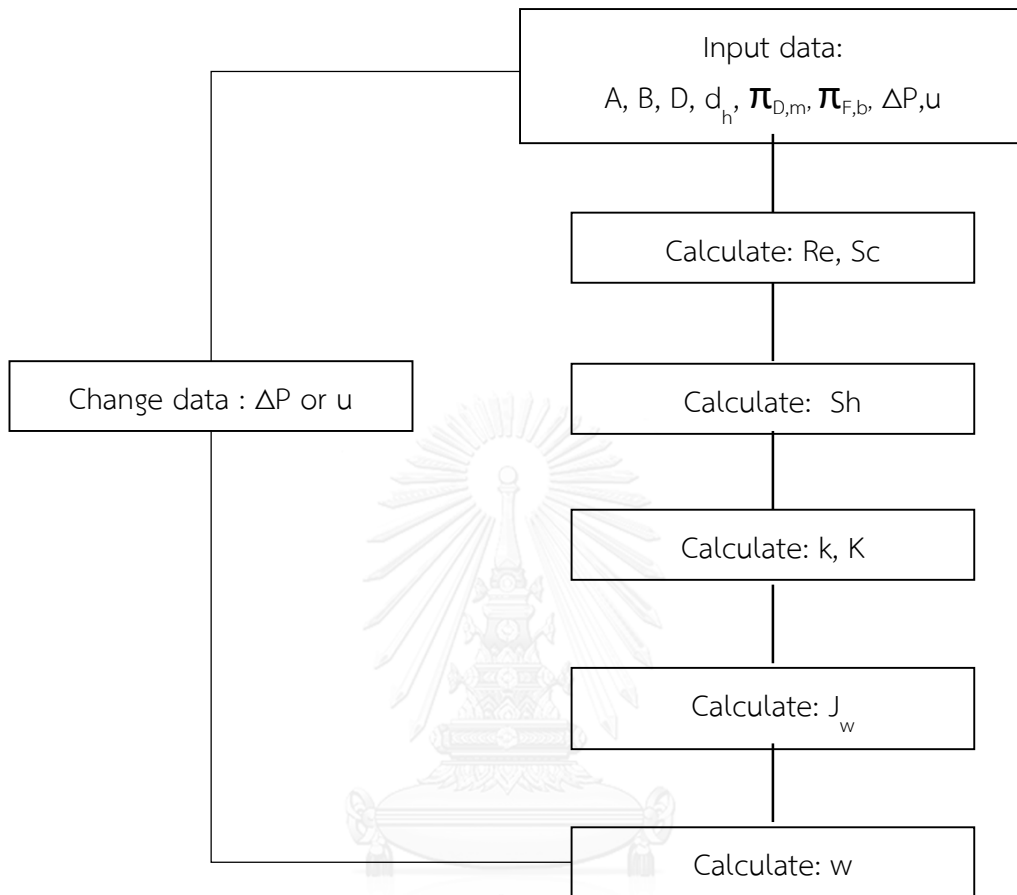 Input data:
A, B, D, d_h, π_D,m, π_F,b, ΔP,u
Calculate: Re, Sc
Change data : ΔP or u
Calculate: Sh
Calculate: k, K
Calculate: J_w
Calculate: w